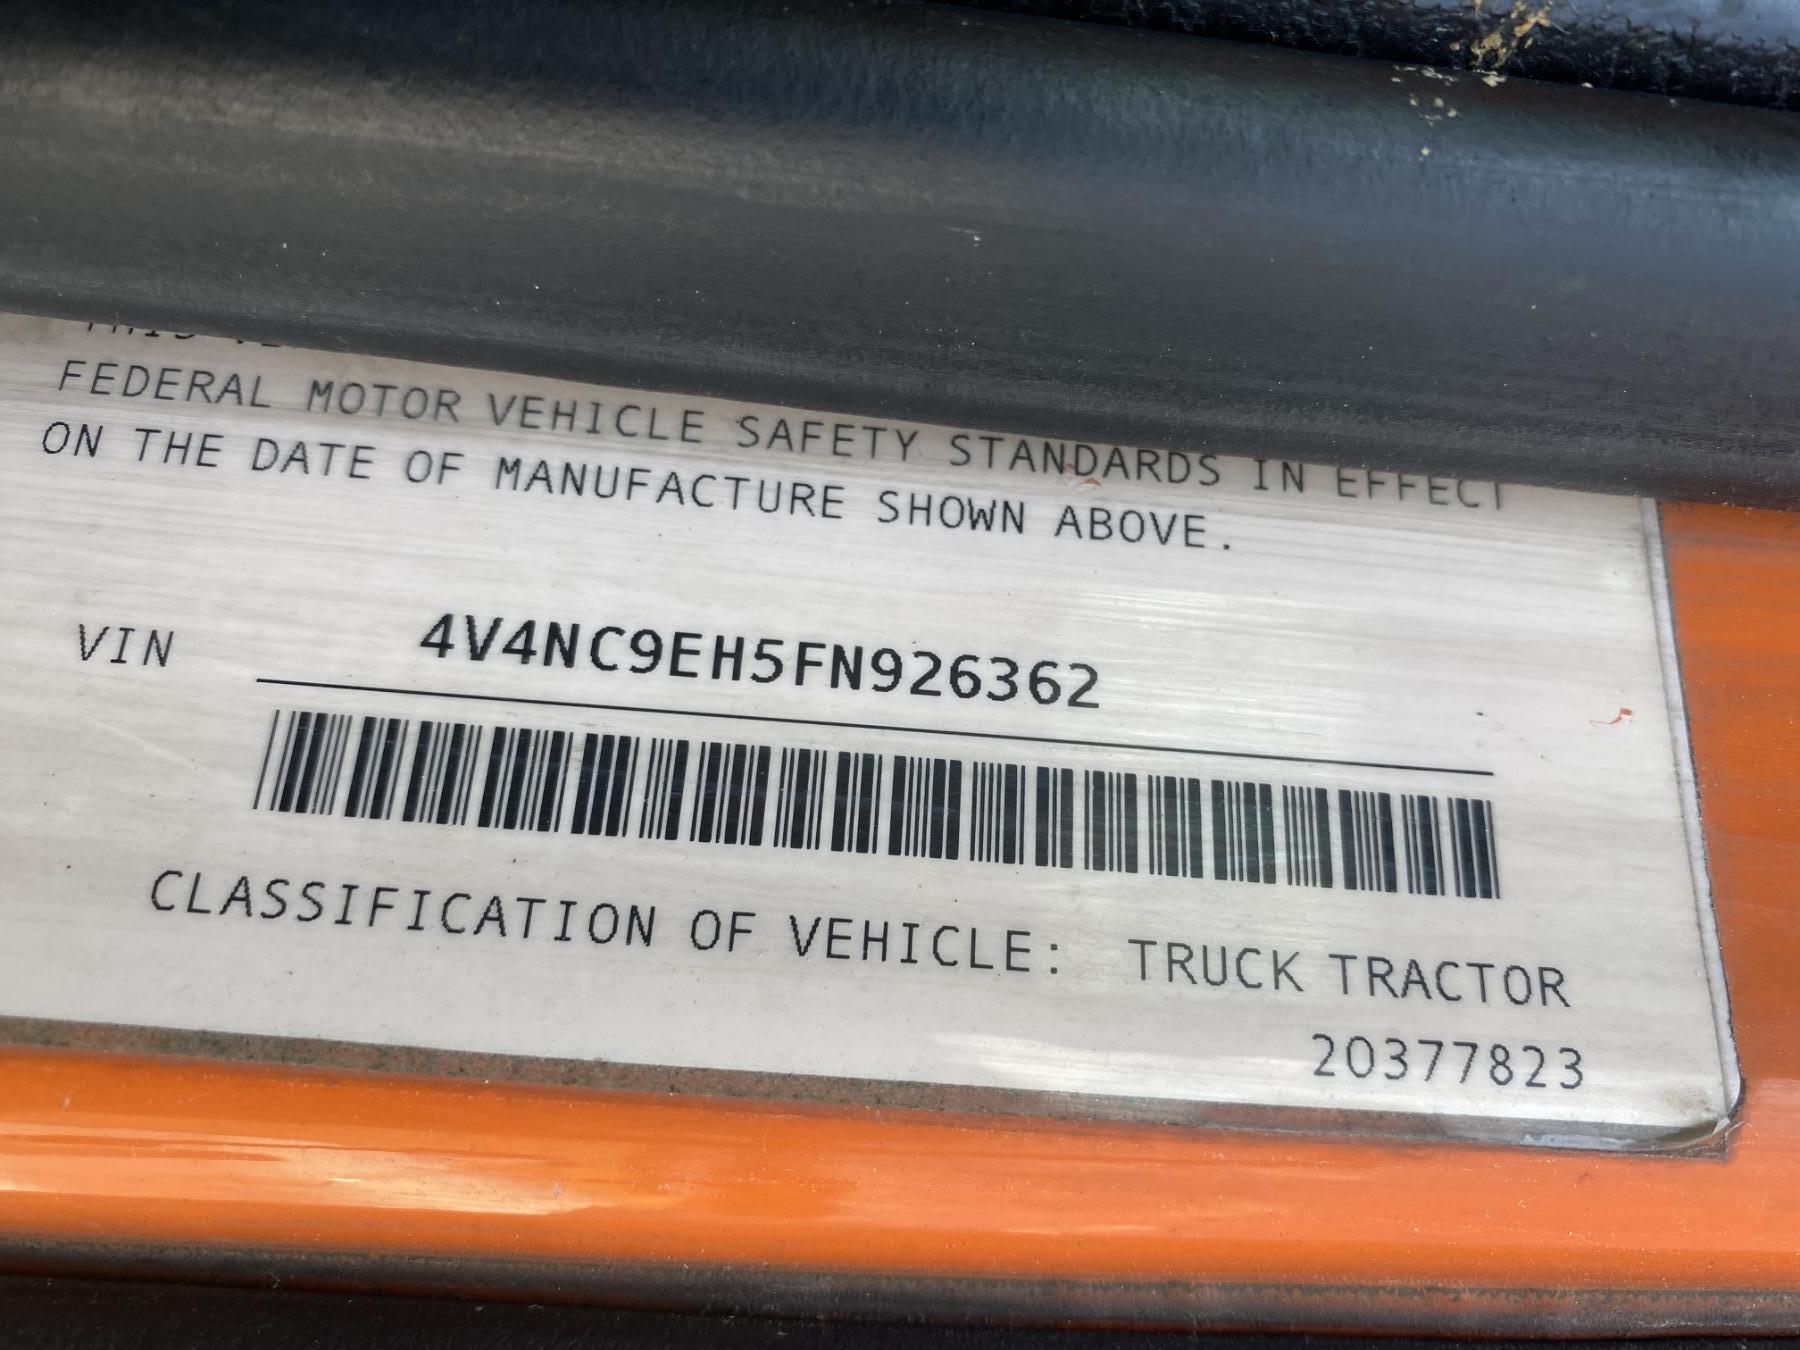 FEDERAL MOTOR VEHICLE SAFETY STANDARDS IN EFFECT
ON THE DATE OF MANUFACTURE SHOWN ABOVE.
VIN 4V4NC9EH5FN926362
CLASSIFICATION OF VEHICLE: TRUCK TRACTOR
20377823